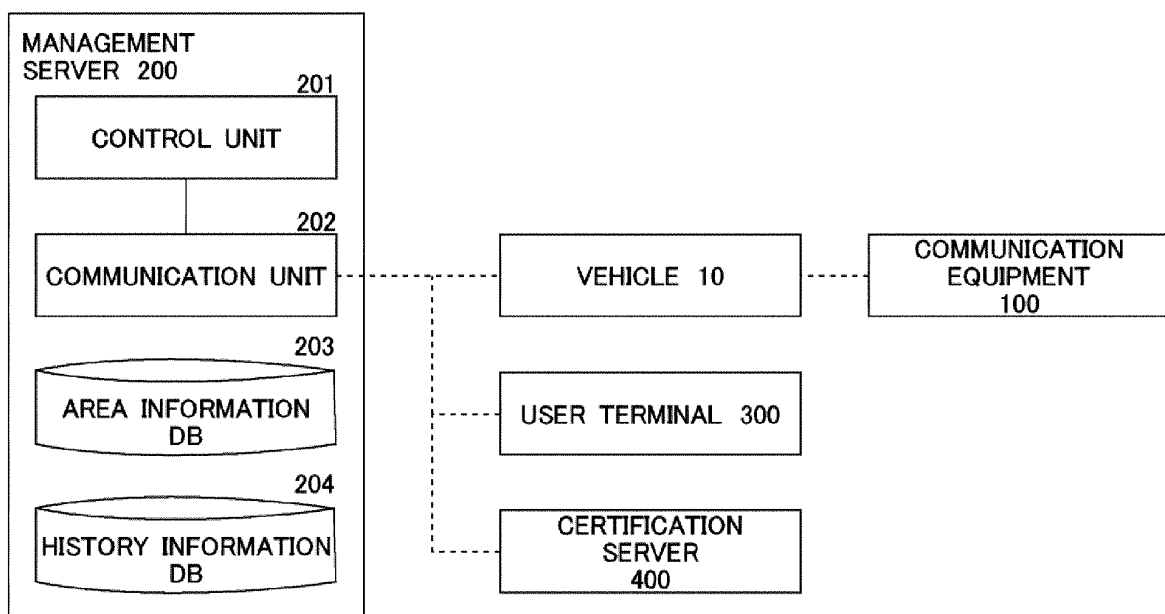 MANAGEMENT
SERVER 200
201
CONTROL UNIT
202
COMMUNICATION UNIT
203
AREA INFORMATION
DB
204
HISTORY INFORMATION
DB
VEHICLE 10
COMMUNICATION
EQUIPMENT
100
USER TERMINAL 300
CERTIFICATION
SERVER
400